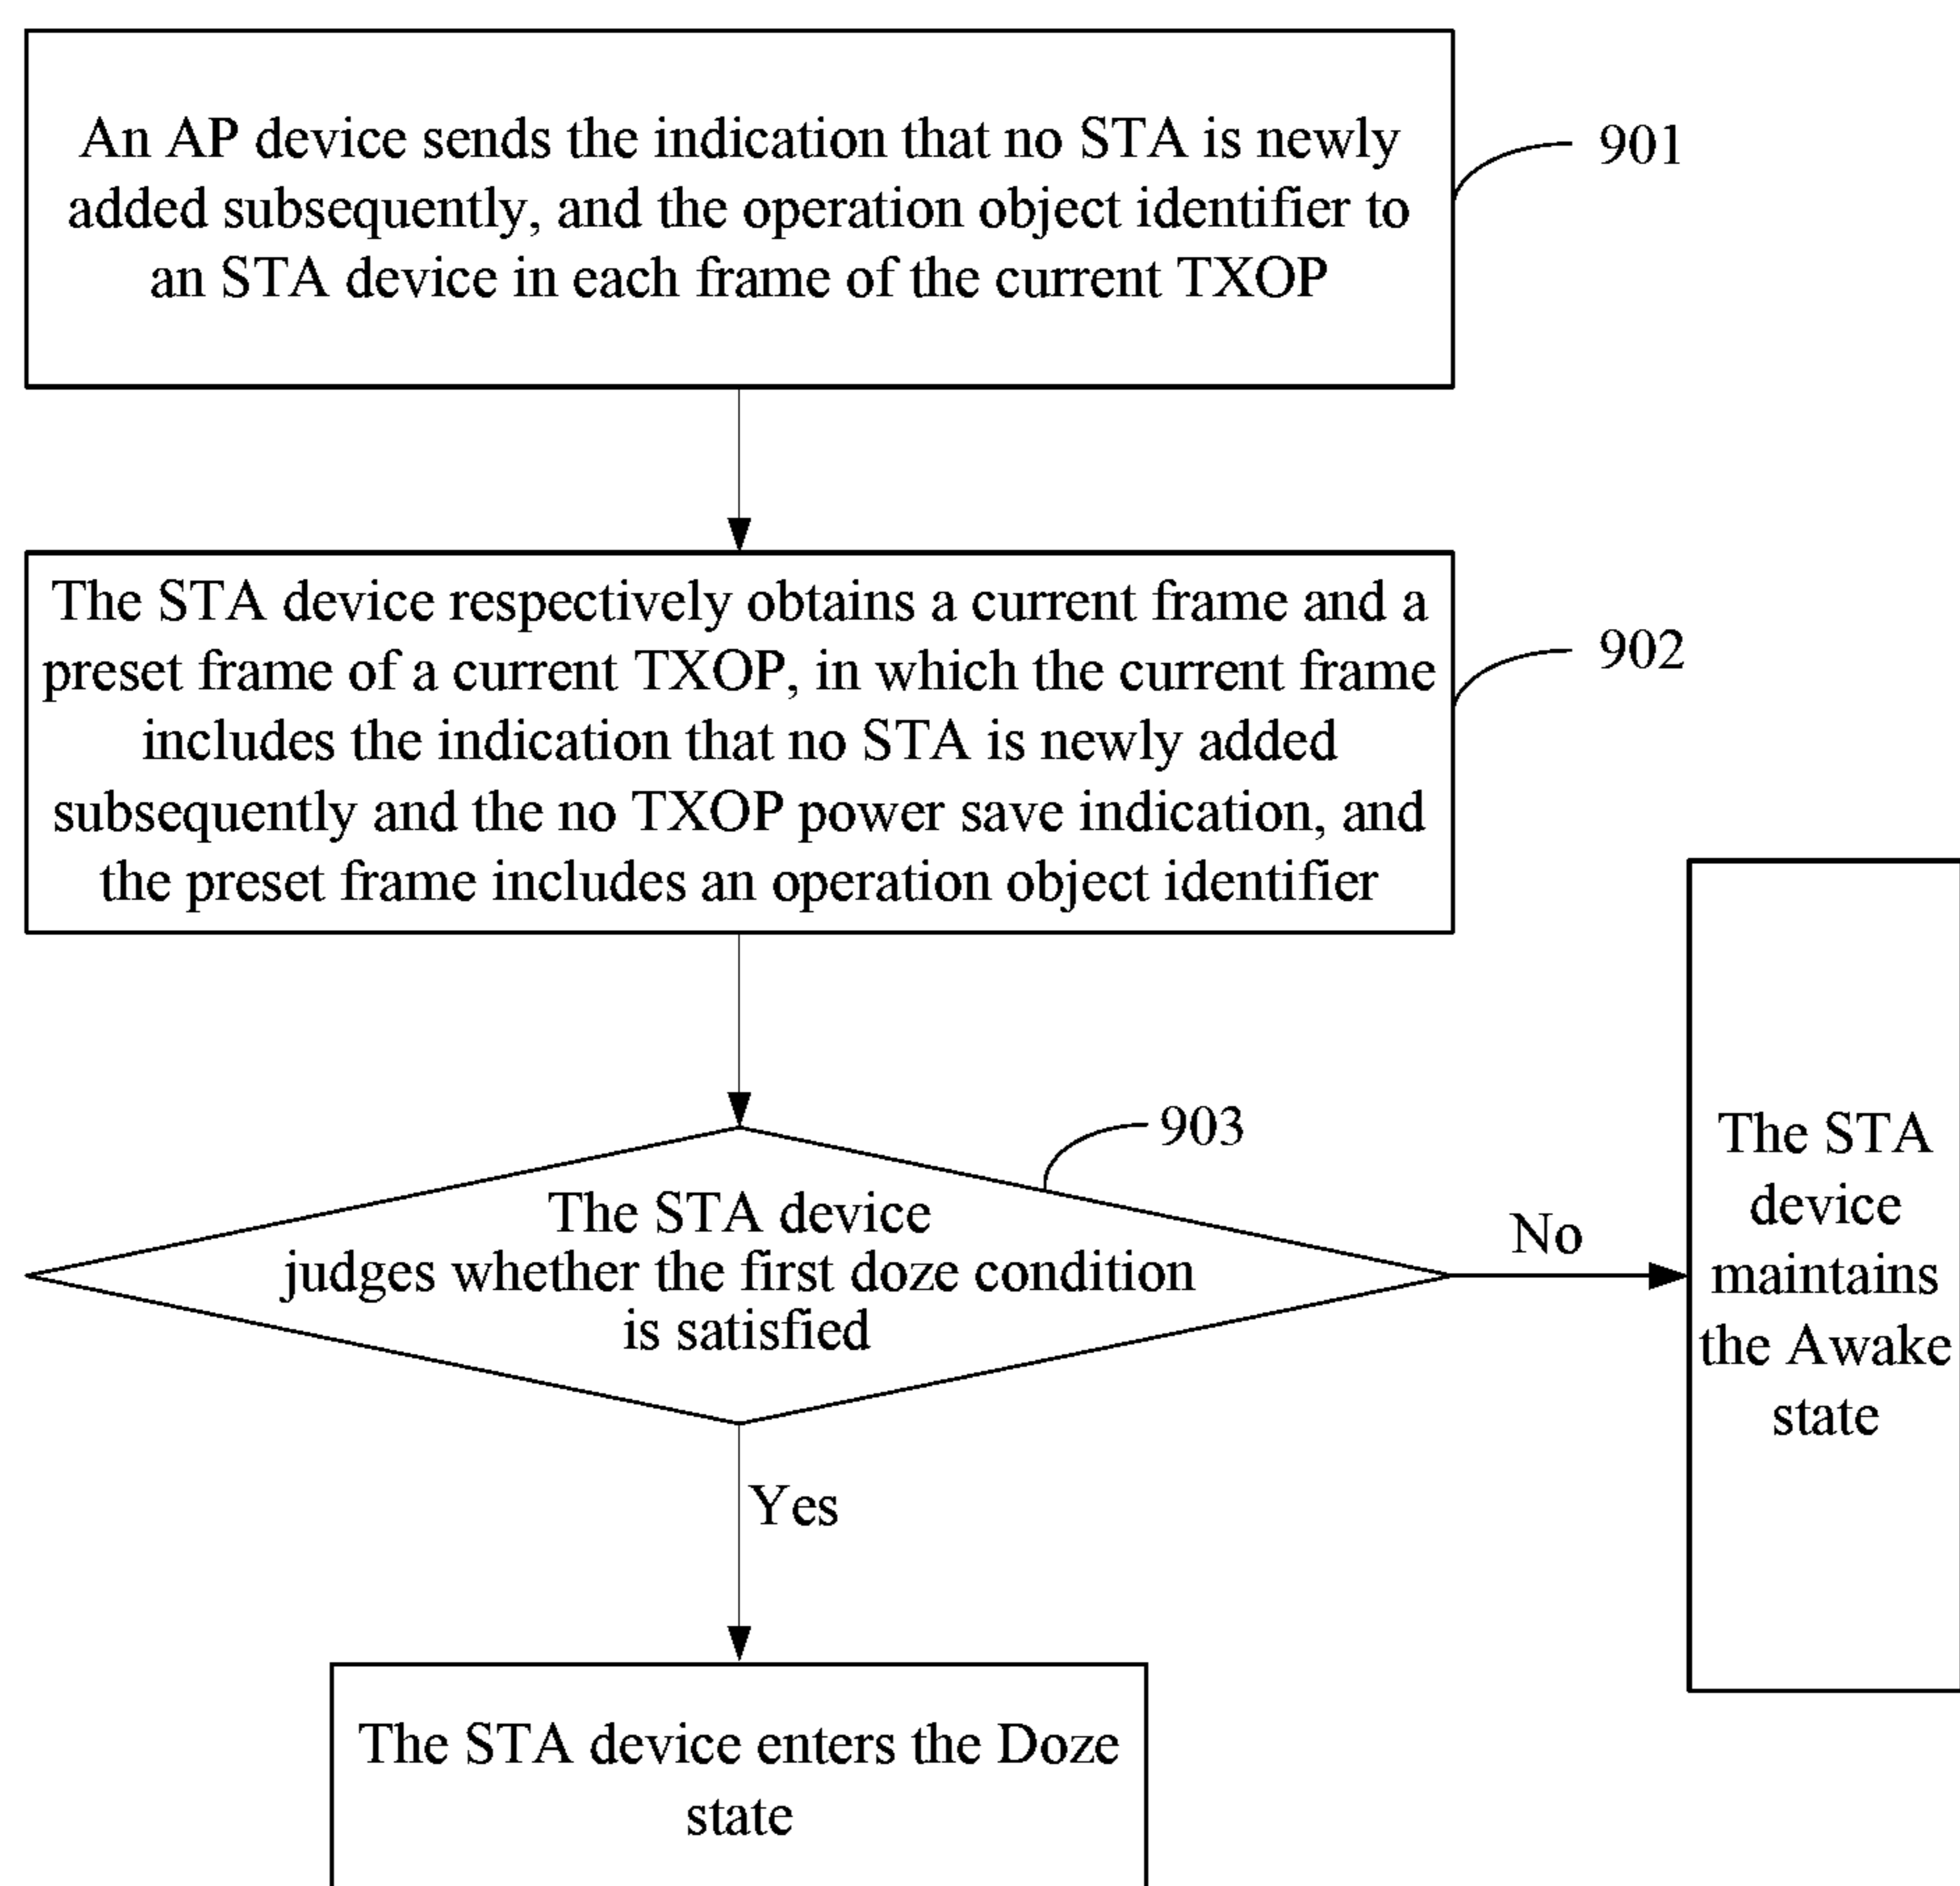 An AP device sends the indication that no STA is newly
added subsequently, and the operation object identifier to
an STA device in each frame of the current TXOP
901
The STA device respectively obtains a current frame and a
preset frame of a current TXOP, in which the current frame
includes the indication that no STA is newly added
subsequently and the no TXOP power save indication, and
the preset frame includes an operation object identifier
902
903
The STA device
judges whether the first doze condition
is satisfied
No
The STA
device
maintains
the Awake
state
Yes
The STA device enters the Doze
state